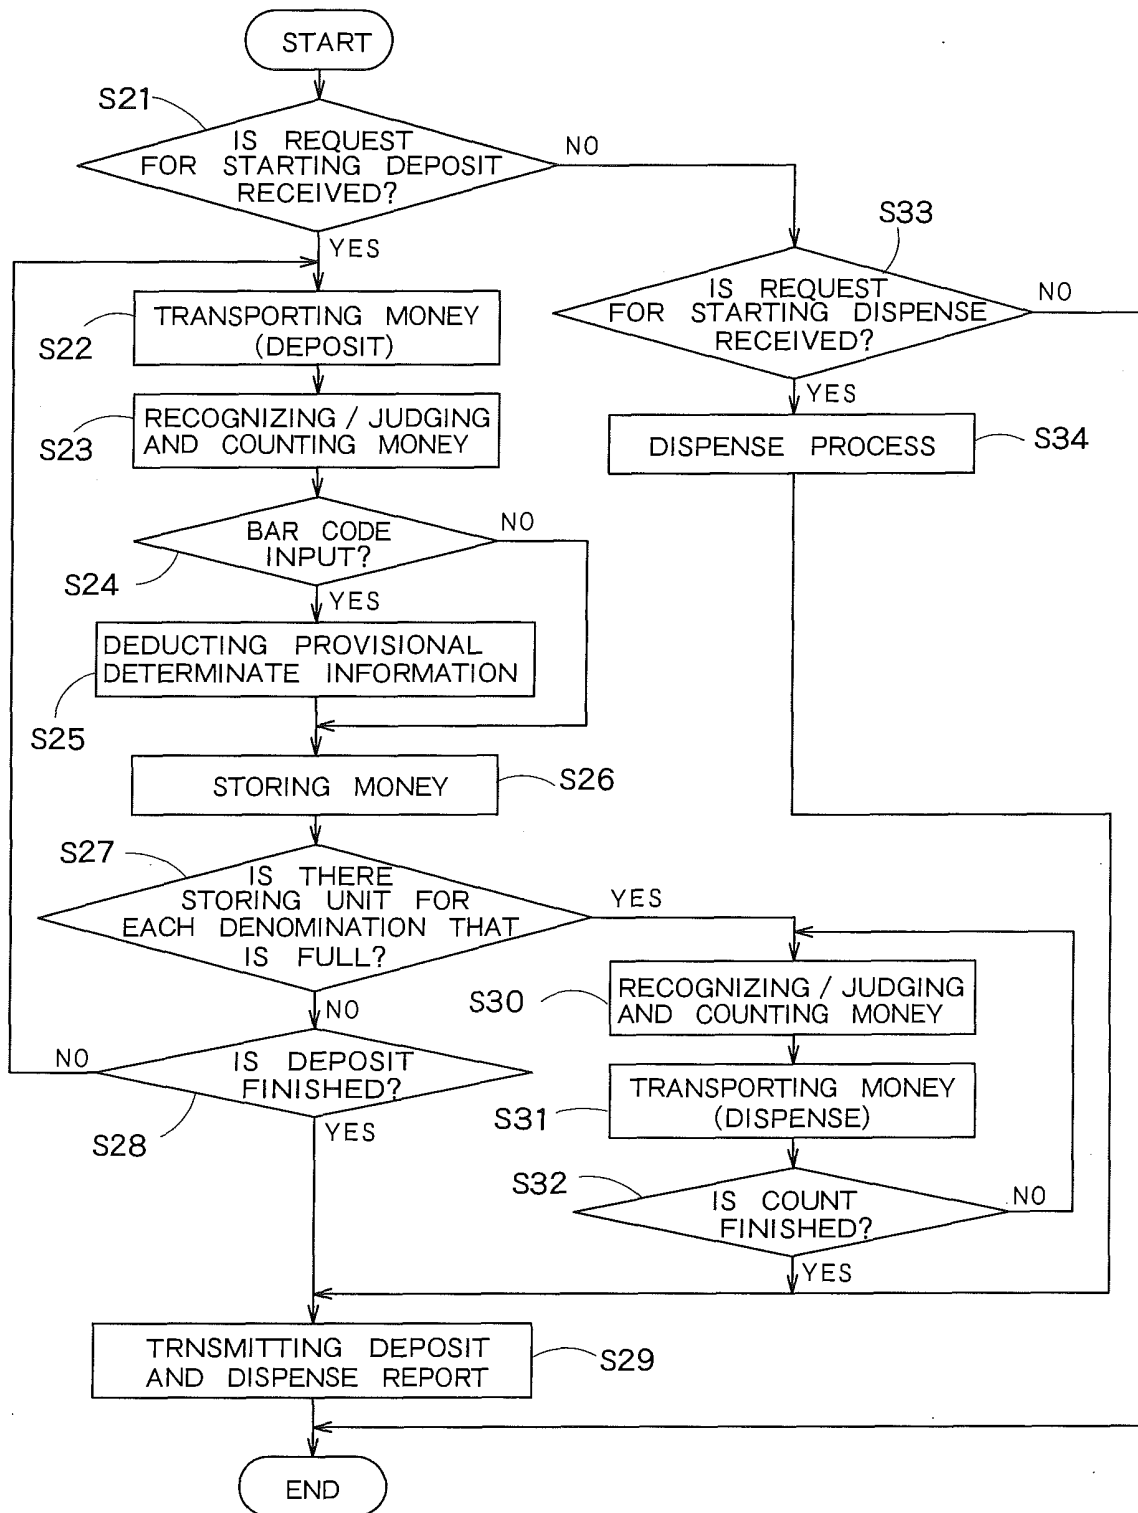 START
S21
IS REQUEST
FOR STARTING DEPOSIT
RECEIVED?
NO
YES
S33
IS REQUEST
FOR STARTING DISPENSE
RECEIVED?
NO
YES
S22
TRANSPORTING MONEY
(DEPOSIT)
S23
RECOGNIZING / JUDGING
AND COUNTING MONEY
DISPENSE PROCESS
S34
S24
BAR CODE
INPUT?
NO
YES
DEDUCTING PROVISIONAL
DETERMINATE INFORMATION
S25
STORING MONEY
S26
S27
IS THERE
STORING UNIT FOR
EACH DENOMINATION THAT
IS FULL?
YES
NO
S30
RECOGNIZING / JUDGING
AND COUNTING MONEY
NO
IS DEPOSIT
FINISHED?
S28
YES
S31
TRANSPORTING MONEY
(DISPENSE)
S32
IS COUNT
FINISHED?
NO
YES
TRNSMITTING DEPOSIT
AND DISPENSE REPORT
S29
END